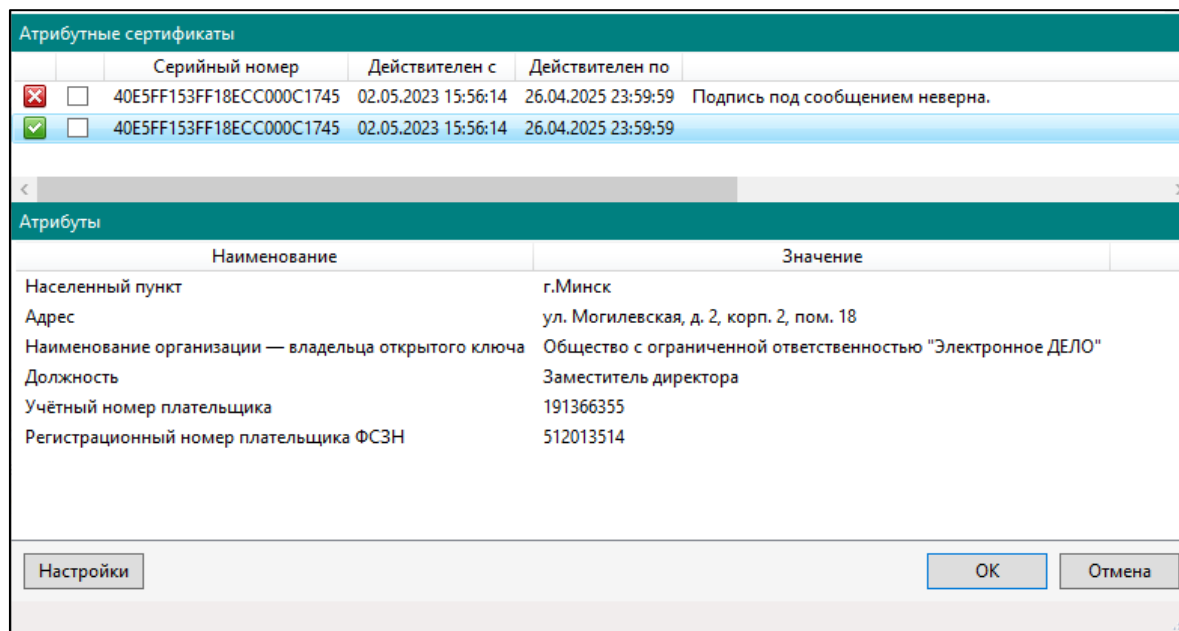 Атрибутные сертификаты
Серийный номер Действителен с Действителен по
40E5FF153FF18ECC000C1745 02.05.2023 15:56:14 26.04.2025 23:59:59 Подпись под сообщением неверна.
40E5FF153FF18ECC000C1745 02.05.2023 15:56:14 26.04.2025 23:59:59
Атрибуты
Наименование Значение
Населенный пункт г.Минск
Адрес ул. Могилевская, д. 2, корп. 2, пом. 18
Наименование организации — владельца открытого ключа Общество с ограниченной ответственностью "Электронное ДЕЛО"
Должность Заместитель директора
Учётный номер плательщика 191366355
Регистрационный номер плательщика ФСЗН 512013514
Настройки ОК Отмена